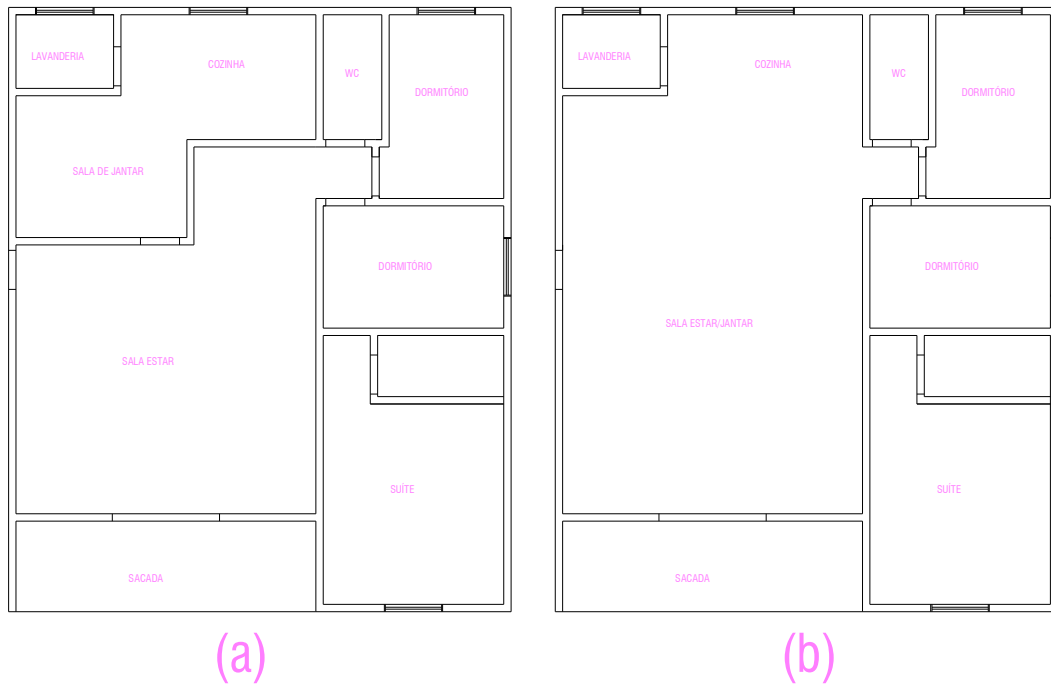 LAVANDERIA
COZINHA
WC
DORMITÓRIO
SALA DE JANTAR
DORMITÓRIO
SALA ESTAR
SUÍTE
SACADA
(a)
LAVANDERIA
COZINHA
WC
DORMITÓRIO
DORMITÓRIO
SALA ESTAR/JANTAR
SUÍTE
SACADA
(b)